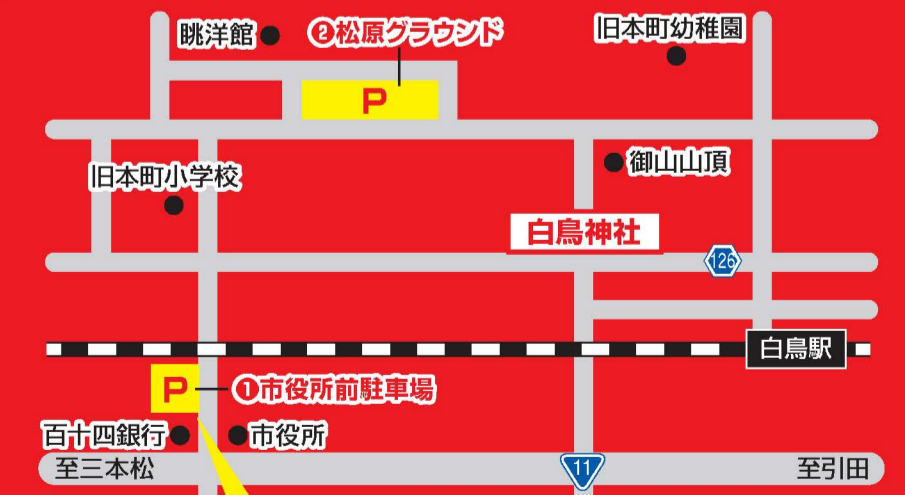 眺洋館
❷松原グラウンド
旧本町幼稚園
P
御山山頂
旧本町小学校
白鳥神社
126
白鳥駅
P
❶市役所前駐車場
百十四銀行
市役所
至三本松
11
至引田